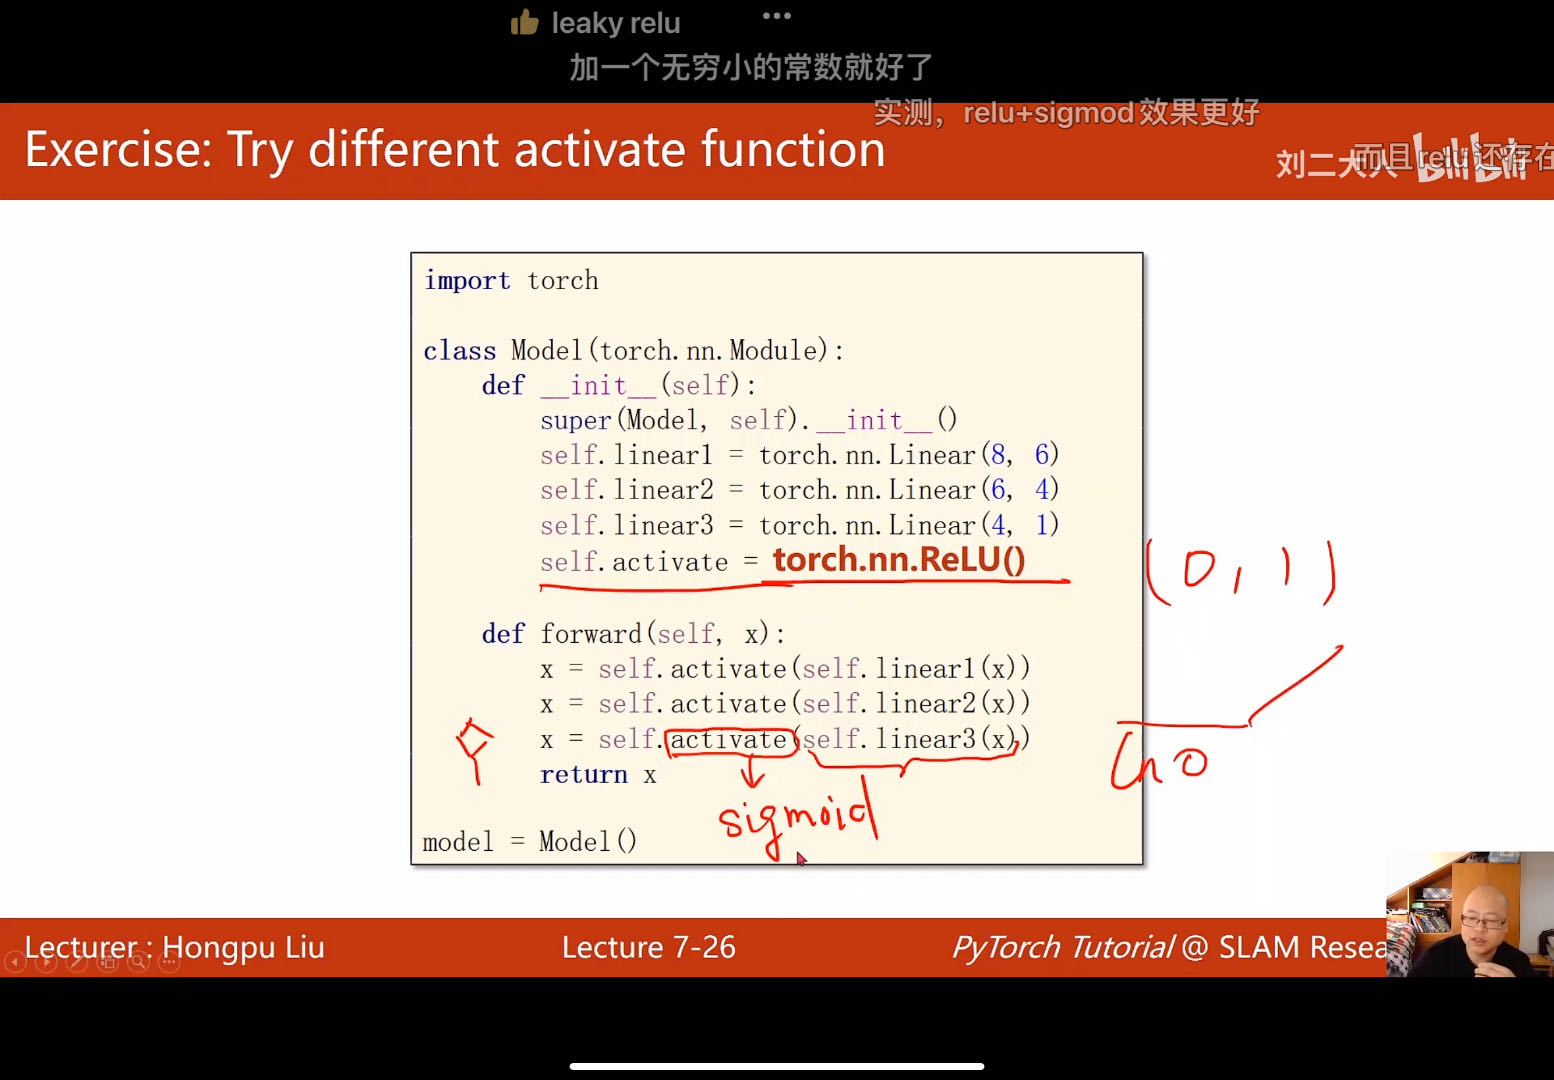 leaky relu
加一个无穷小的常数就好了
实测，relu+sigmod效果更好
Exercise: Try different activate function
刘二大人 bilibili
而且relu还存在
import torch
class Model(torch.nn.Module):
def __init__(self):
super(Model, self).__init__()
self.linear1 = torch.nn.Linear(8, 6)
self.linear2 = torch.nn.Linear(6, 4)
self.linear3 = torch.nn.Linear(4, 1)
self.activate = torch.nn.ReLU()
(0, 1)
def forward(self, x):
x = self.activate(self.linear1(x))
x = self.activate(self.linear2(x))
x = self.activate(self.linear3(x))
return x
ln 0
sigmoid
model = Model()
Lecturer : Hongpu Liu
Lecture 7-26
PyTorch Tutorial @ SLAM Resea